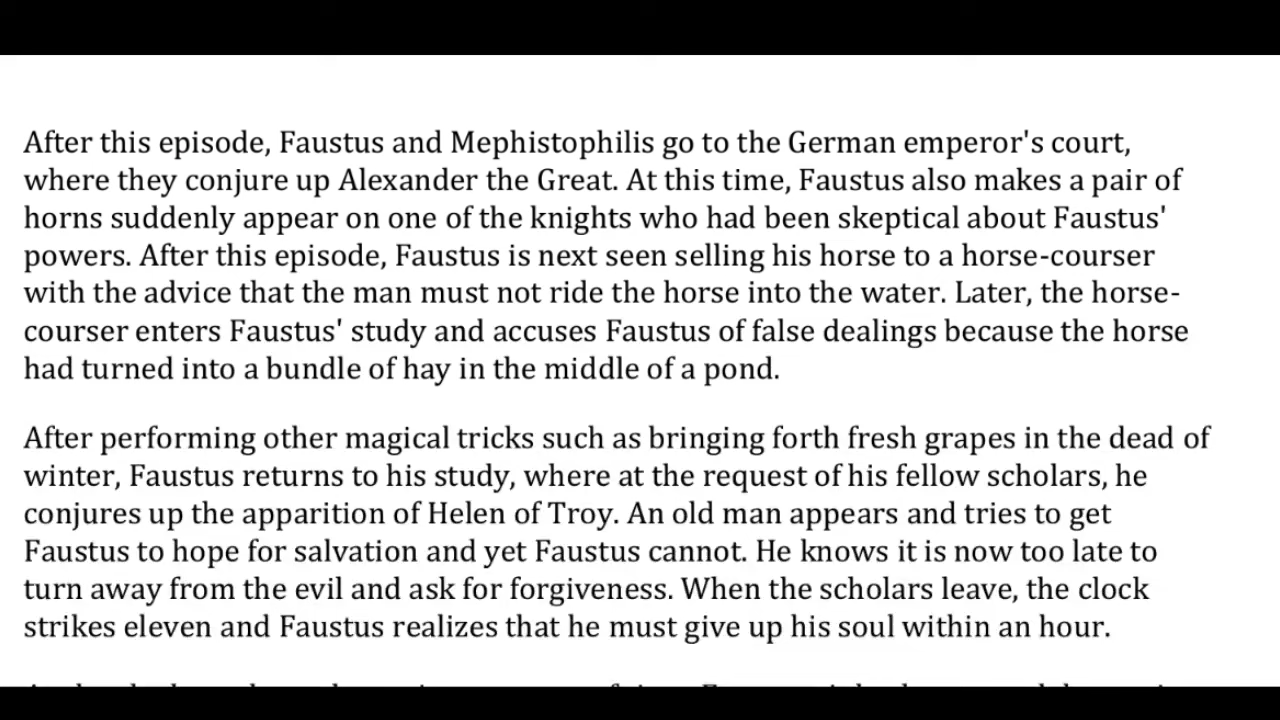 After this episode, Faustus and Mephistophilis go to the German emperor's court,
where they conjure up Alexander the Great. At this time, Faustus also makes a pair of
horns suddenly appear on one of the knights who had been skeptical about Faustus'
powers. After this episode, Faustus is next seen selling his horse to a horse-courser
with the advice that the man must not ride the horse into the water. Later, the horse-
courser enters Faustus' study and accuses Faustus of false dealings because the horse
had turned into a bundle of hay in the middle of a pond.
After performing other magical tricks such as bringing forth fresh grapes in the dead of
winter, Faustus returns to his study, where at the request of his fellow scholars, he
conjures up the apparition of Helen of Troy. An old man appears and tries to get
Faustus to hope for salvation and yet Faustus cannot. He knows it is now too late to
turn away from the evil and ask for forgiveness. When the scholars leave, the clock
strikes eleven and Faustus realizes that he must give up his soul within an hour.